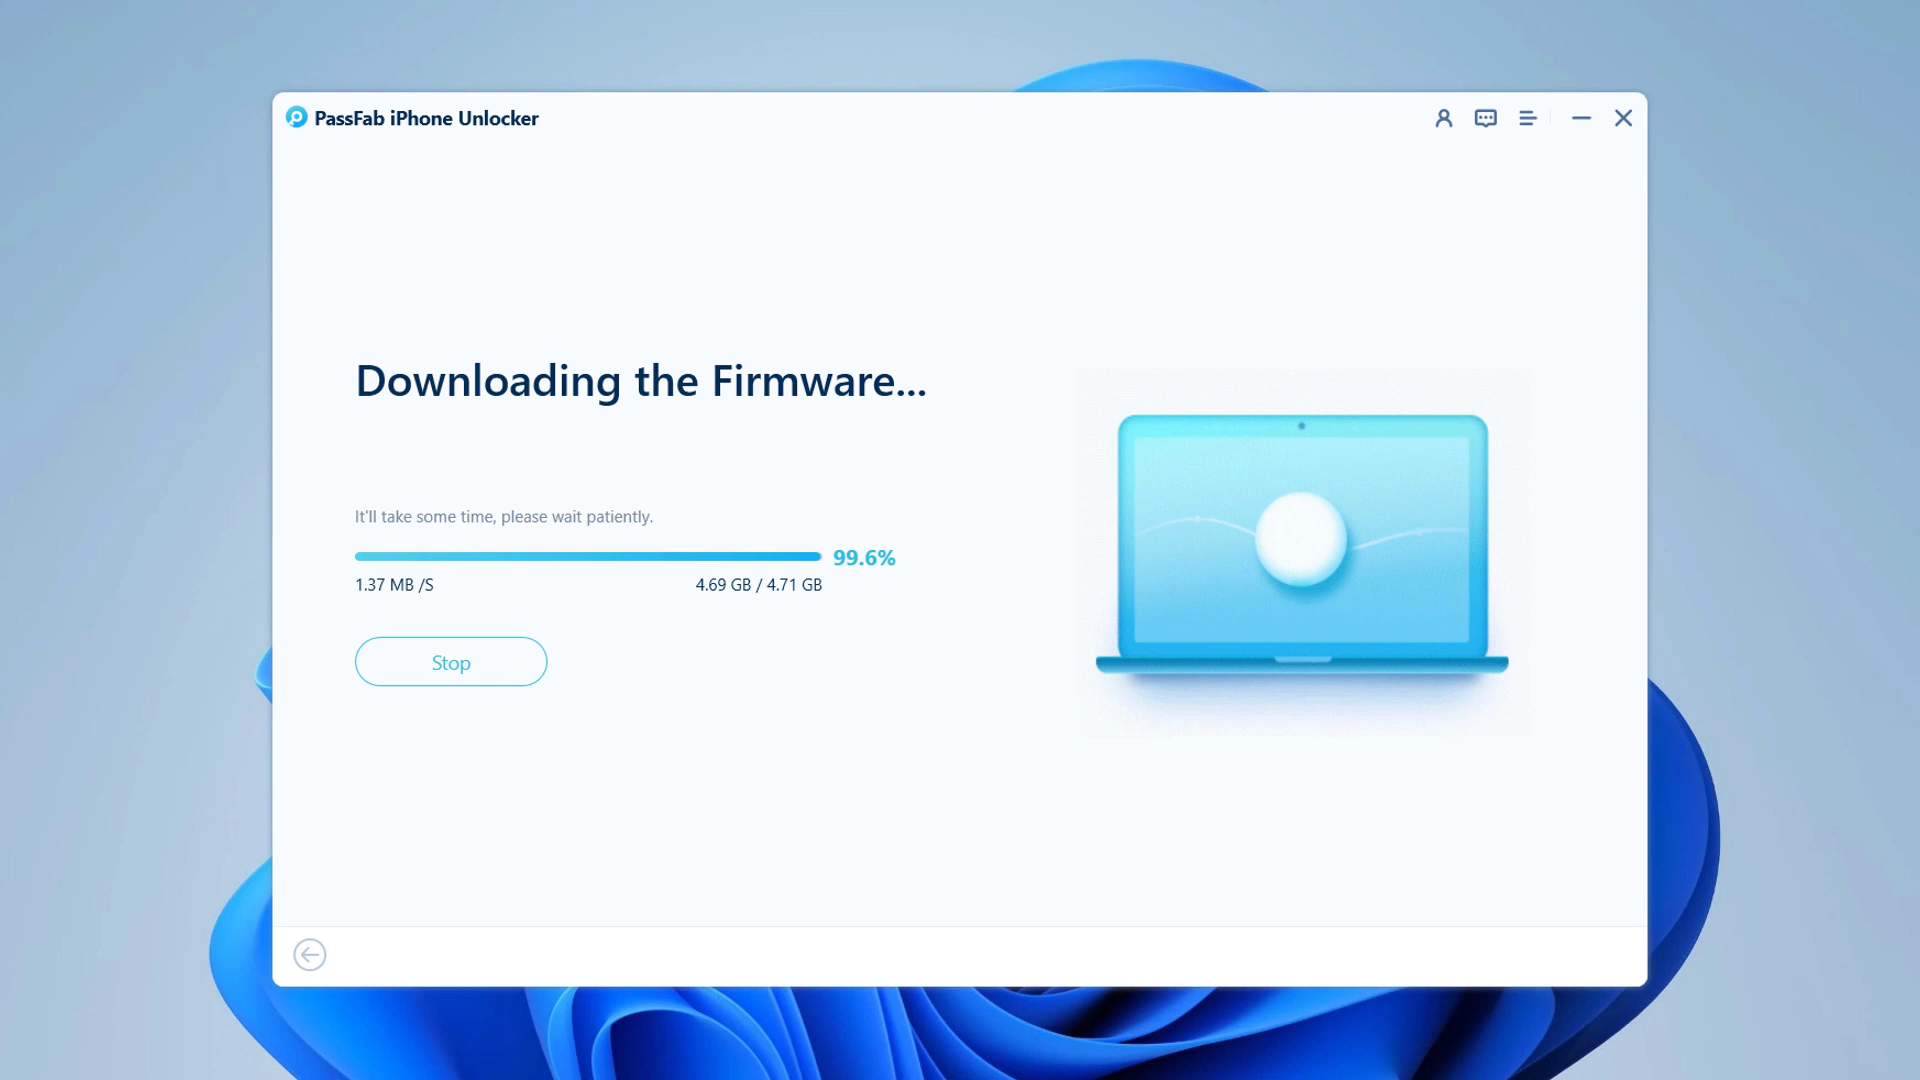 PassFab iPhone Unlocker
Downloading the Firmware...
It'll take some time, please wait patiently.
99.6%
1.37 MB /S
4.69 GB / 4.71 GB
Stop